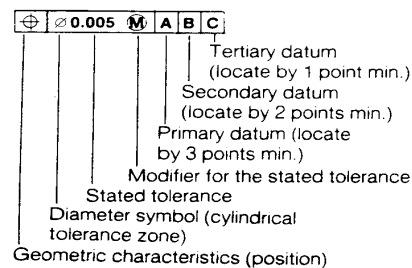 ⌖ ⌀ 0.005 Ⓜ A B C
Tertiary datum
(locate by 1 point min.)
Secondary datum
(locate by 2 points min.)
Primary datum (locate
by 3 points min.)
Modifier for the stated tolerance
Stated tolerance
Diameter symbol (cylindrical
tolerance zone)
Geometric characteristics (position)